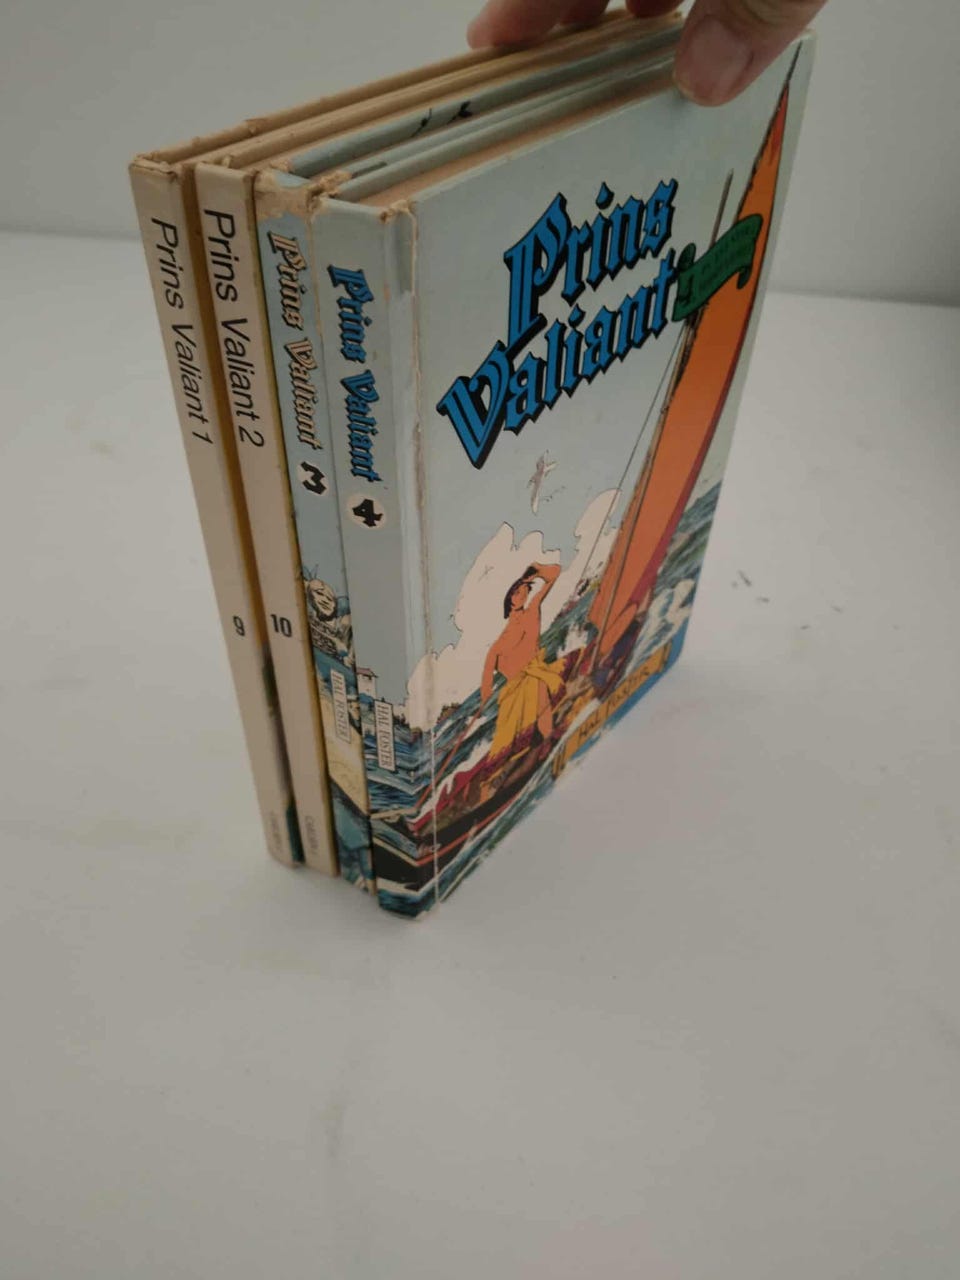 Prins Valiant 1
9
Prins Valiant 2
10
Prins Valiant 3
HAL FOSTER
Prins Valiant 4
HAL FOSTER
Prins
Valiant
HAL FOSTER